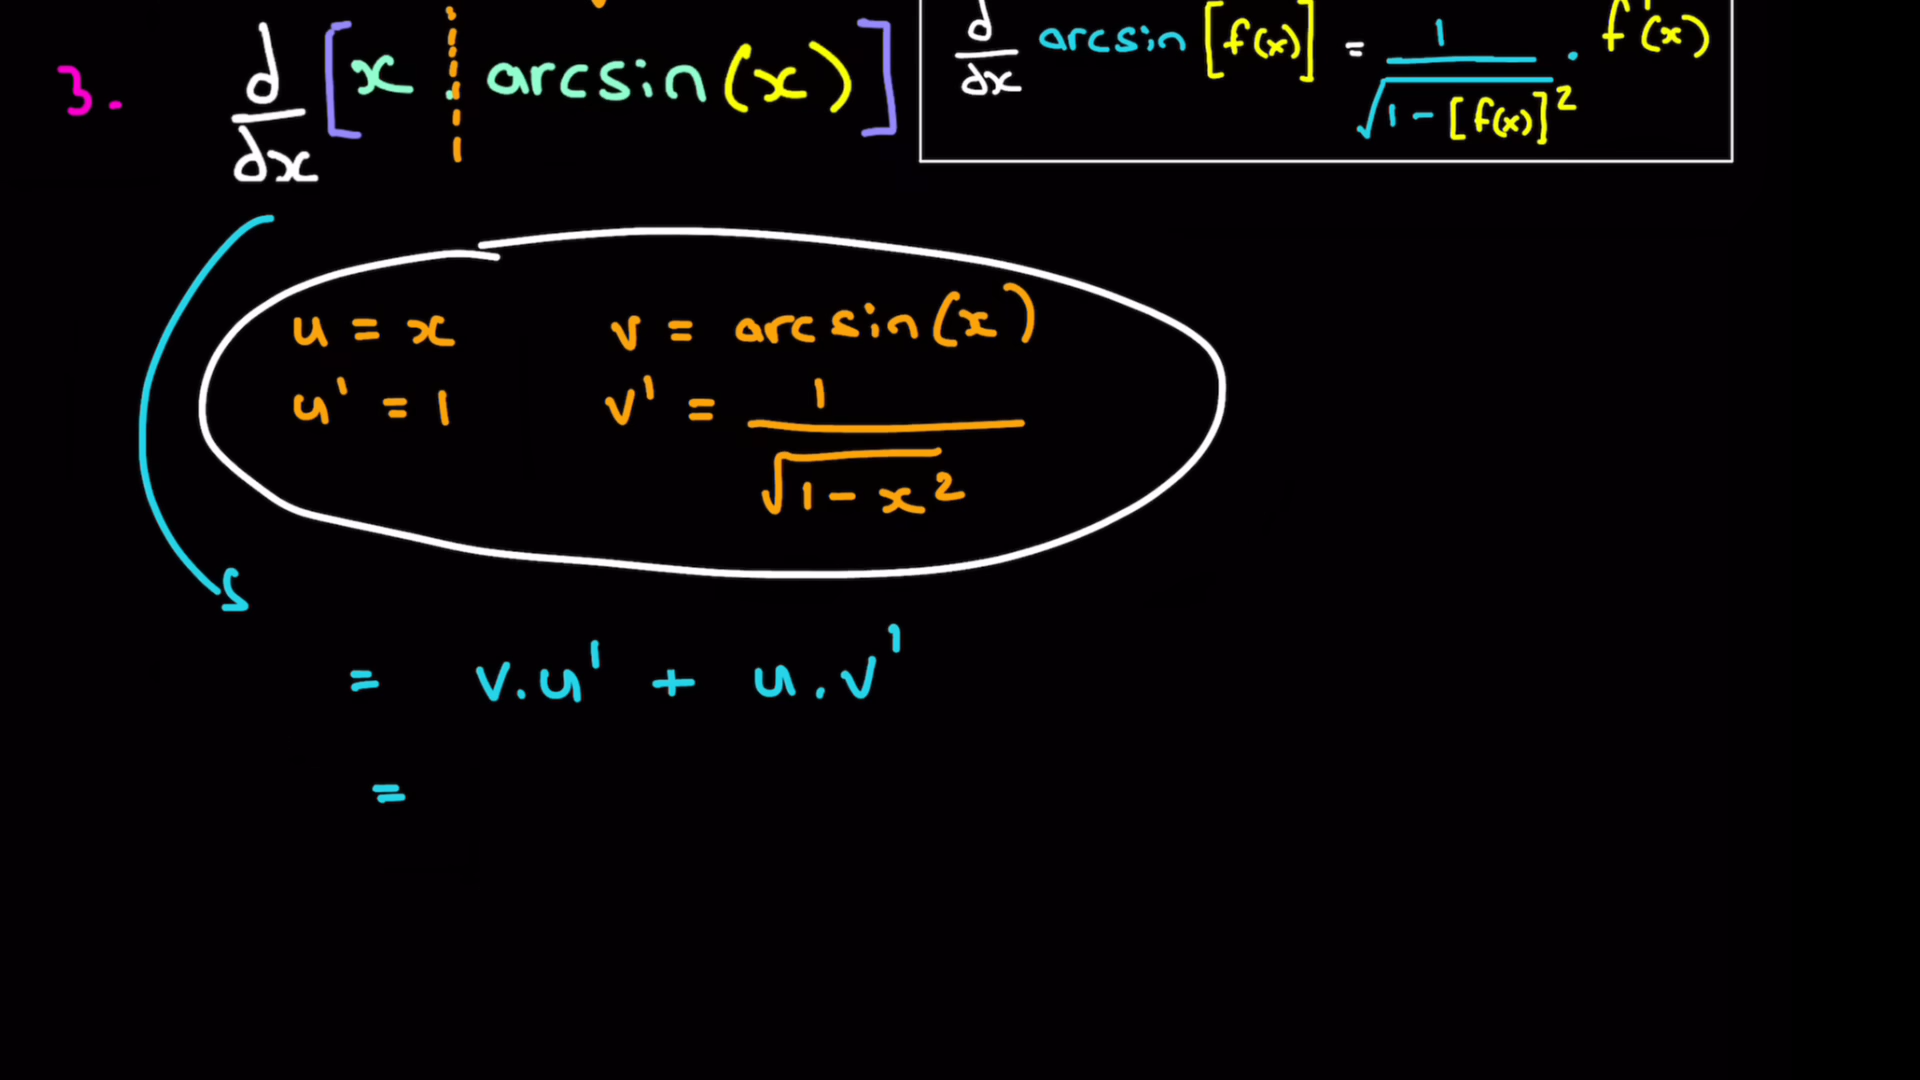 3. d/dx [x . arcsin(x)]
d/dx arcsin [f(x)] = 1/√1 - [f(x)]² . f'(x)
u = x v = arcsin(x)
u' = 1 v' = 1/√1 - x²
= v.u' + u.v'
=